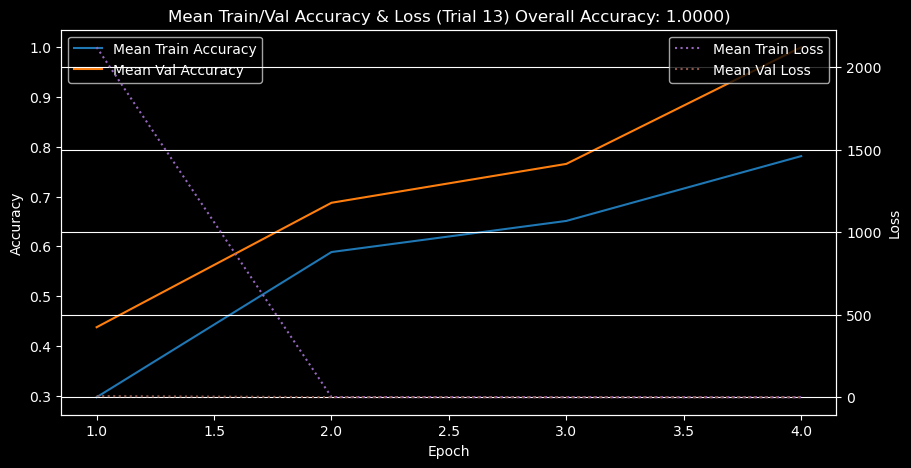 Mean Train/Val Accuracy & Loss (Trial 13) Overall Accuracy: 1.0000)
Mean Train Accuracy
Mean Val Accuracy
Mean Train Loss
Mean Val Loss
Accuracy
1.0
0.9
0.8
0.7
0.6
0.5
0.4
0.3
2000
1500
1000
500
0
Loss
1.0
1.5
2.0
2.5
3.0
3.5
4.0
Epoch